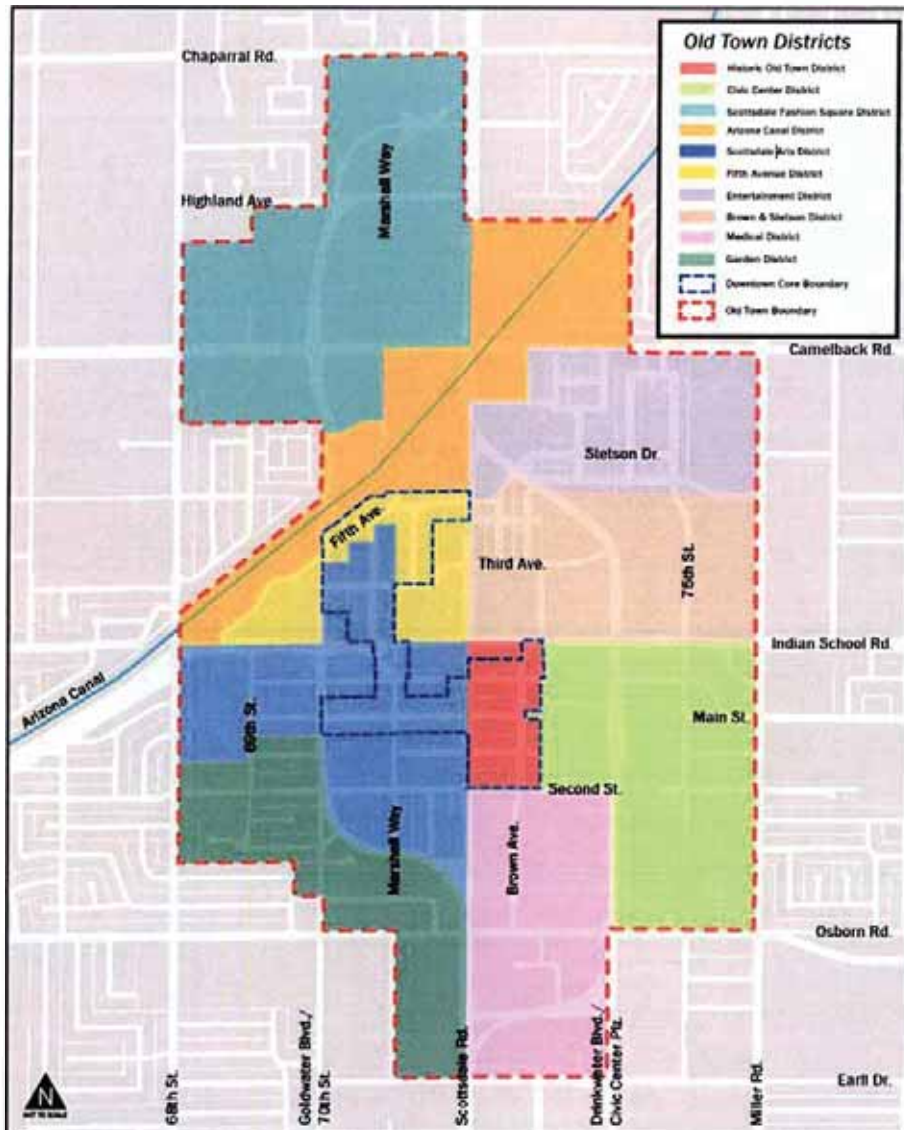 Chaparral Rd.
Old Town Districts
Historic Old Town District
Civic Center District
Scottsdale Fashion Square District
Arizona Canal District
Scottsdale Arts District
Fifth Avenue District
Entertainment District
Brown & Stetson District
Medical District
Garden District
Downtown Core Boundary
Old Town Boundary
Marshall Way
Highland Ave
Camelback Rd.
Stetson Dr.
Fifth Ave.
Third Ave.
75th St.
Indian School Rd.
Arizona Canal
69th St.
Main St.
Second St.
Marshall Way
Brown Ave.
Osborn Rd.
N
NOT TO SCALE
68th St.
Goldwater Blvd./
70th St.
Scottsdale Rd.
Drinkwater Blvd./
Civic Center Plz.
Miller Rd.
Earll Dr.